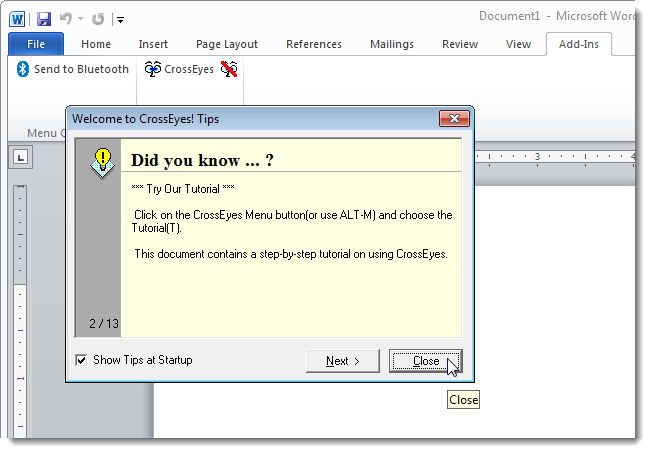 Document1 - Microsoft Word
File Home Insert Page Layout References Mailings Review View Add-Ins
Send to Bluetooth CrossEyes
Menu C
Welcome to CrossEyes! Tips
Did you know ... ?
*** Try Our Tutorial ***
Click on the CrossEyes Menu button(or use ALT-M) and choose the
Tutorial(T).
This document contains a step-by-step tutorial on using CrossEyes.
2 / 13
Show Tips at Startup
Next >
Close
Close
3
4
1